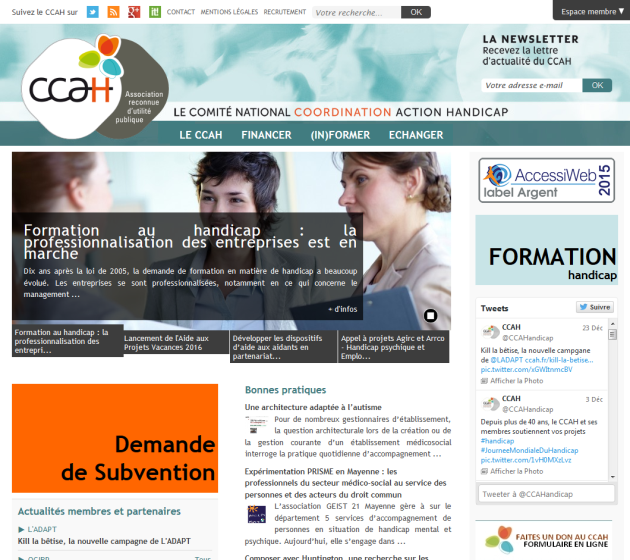 Suivez le CCAH sur
CONTACT MENTIONS LÉGALES RECRUTEMENT
Votre recherche...
OK
Espace membre
ccaH
Association
reconnue
d'utilité
publique
LA NEWSLETTER
Recevez la lettre
d'actualité du CCAH
Votre adresse e-mail
OK
LE COMITÉ NATIONAL COORDINATION ACTION HANDICAP
LE CCAH FINANCER (IN)FORMER ECHANGER
Formation au handicap : la
professionnalisation des entreprises est en
marche
Dix ans après la loi de 2005, la demande de formation en matière de handicap a beaucoup
évolué. Les entreprises se sont professionnalisées, notamment en ce qui concerne le
management ...
+ d'infos
Formation au handicap : la
professionnalisation des
entrepri...
Lancement de l'Aide aux
Projets Vacances 2016
Développer les dispositifs
d'aide aux aidants en
partenariat...
Appel à projets Agirc et Arrco
- Handicap psychique et
Emplo...
AccessiWeb
label Argent
2015
FORMATION
handicap
Tweets
Suivre
CCAH
@CCAHandicap
23 Déc
Kill la bêtise, la nouvelle campagne
de @LADAPT ccah.fr/kill-la-betise...
pic.twitter.com/xGWltnmcBV
Afficher la Photo
CCAH
@CCAHandicap
3 Déc
Depuis plus de 40 ans, le CCAH et ses
membres soutiennent vos projets
#handicap
#JourneeMondialeDuHandicap
pic.twitter.com/1vH0MXzLvz
Afficher la Photo
Tweeter à @CCAHandicap
FAITES UN DON AU CCAH
FORMULAIRE EN LIGNE
Demande
de Subvention
Actualités membres et partenaires
L'ADAPT
Kill la bêtise, la nouvelle campagne de L'ADAPT
OCIRP
Tous
Bonnes pratiques
Une architecture adaptée à l'autisme
Pour de nombreux gestionnaires d'établissement,
la question architecturale lors de la création ou de
la gestion courante d'un établissement médicosocial
interroge la pratique quotidienne d'accompagnement ...
Expérimentation PRISME en Mayenne : les
professionnels du secteur médico-social au service des
personnes et des acteurs du droit commun
L'association GEIST 21 Mayenne gère à sur le
département 5 services d'accompagnement de
personnes en situation de handicap mental et
psychique. Aujourd'hui, elle s'engage dans ...
Composer avec Huntington, une recherche sur les